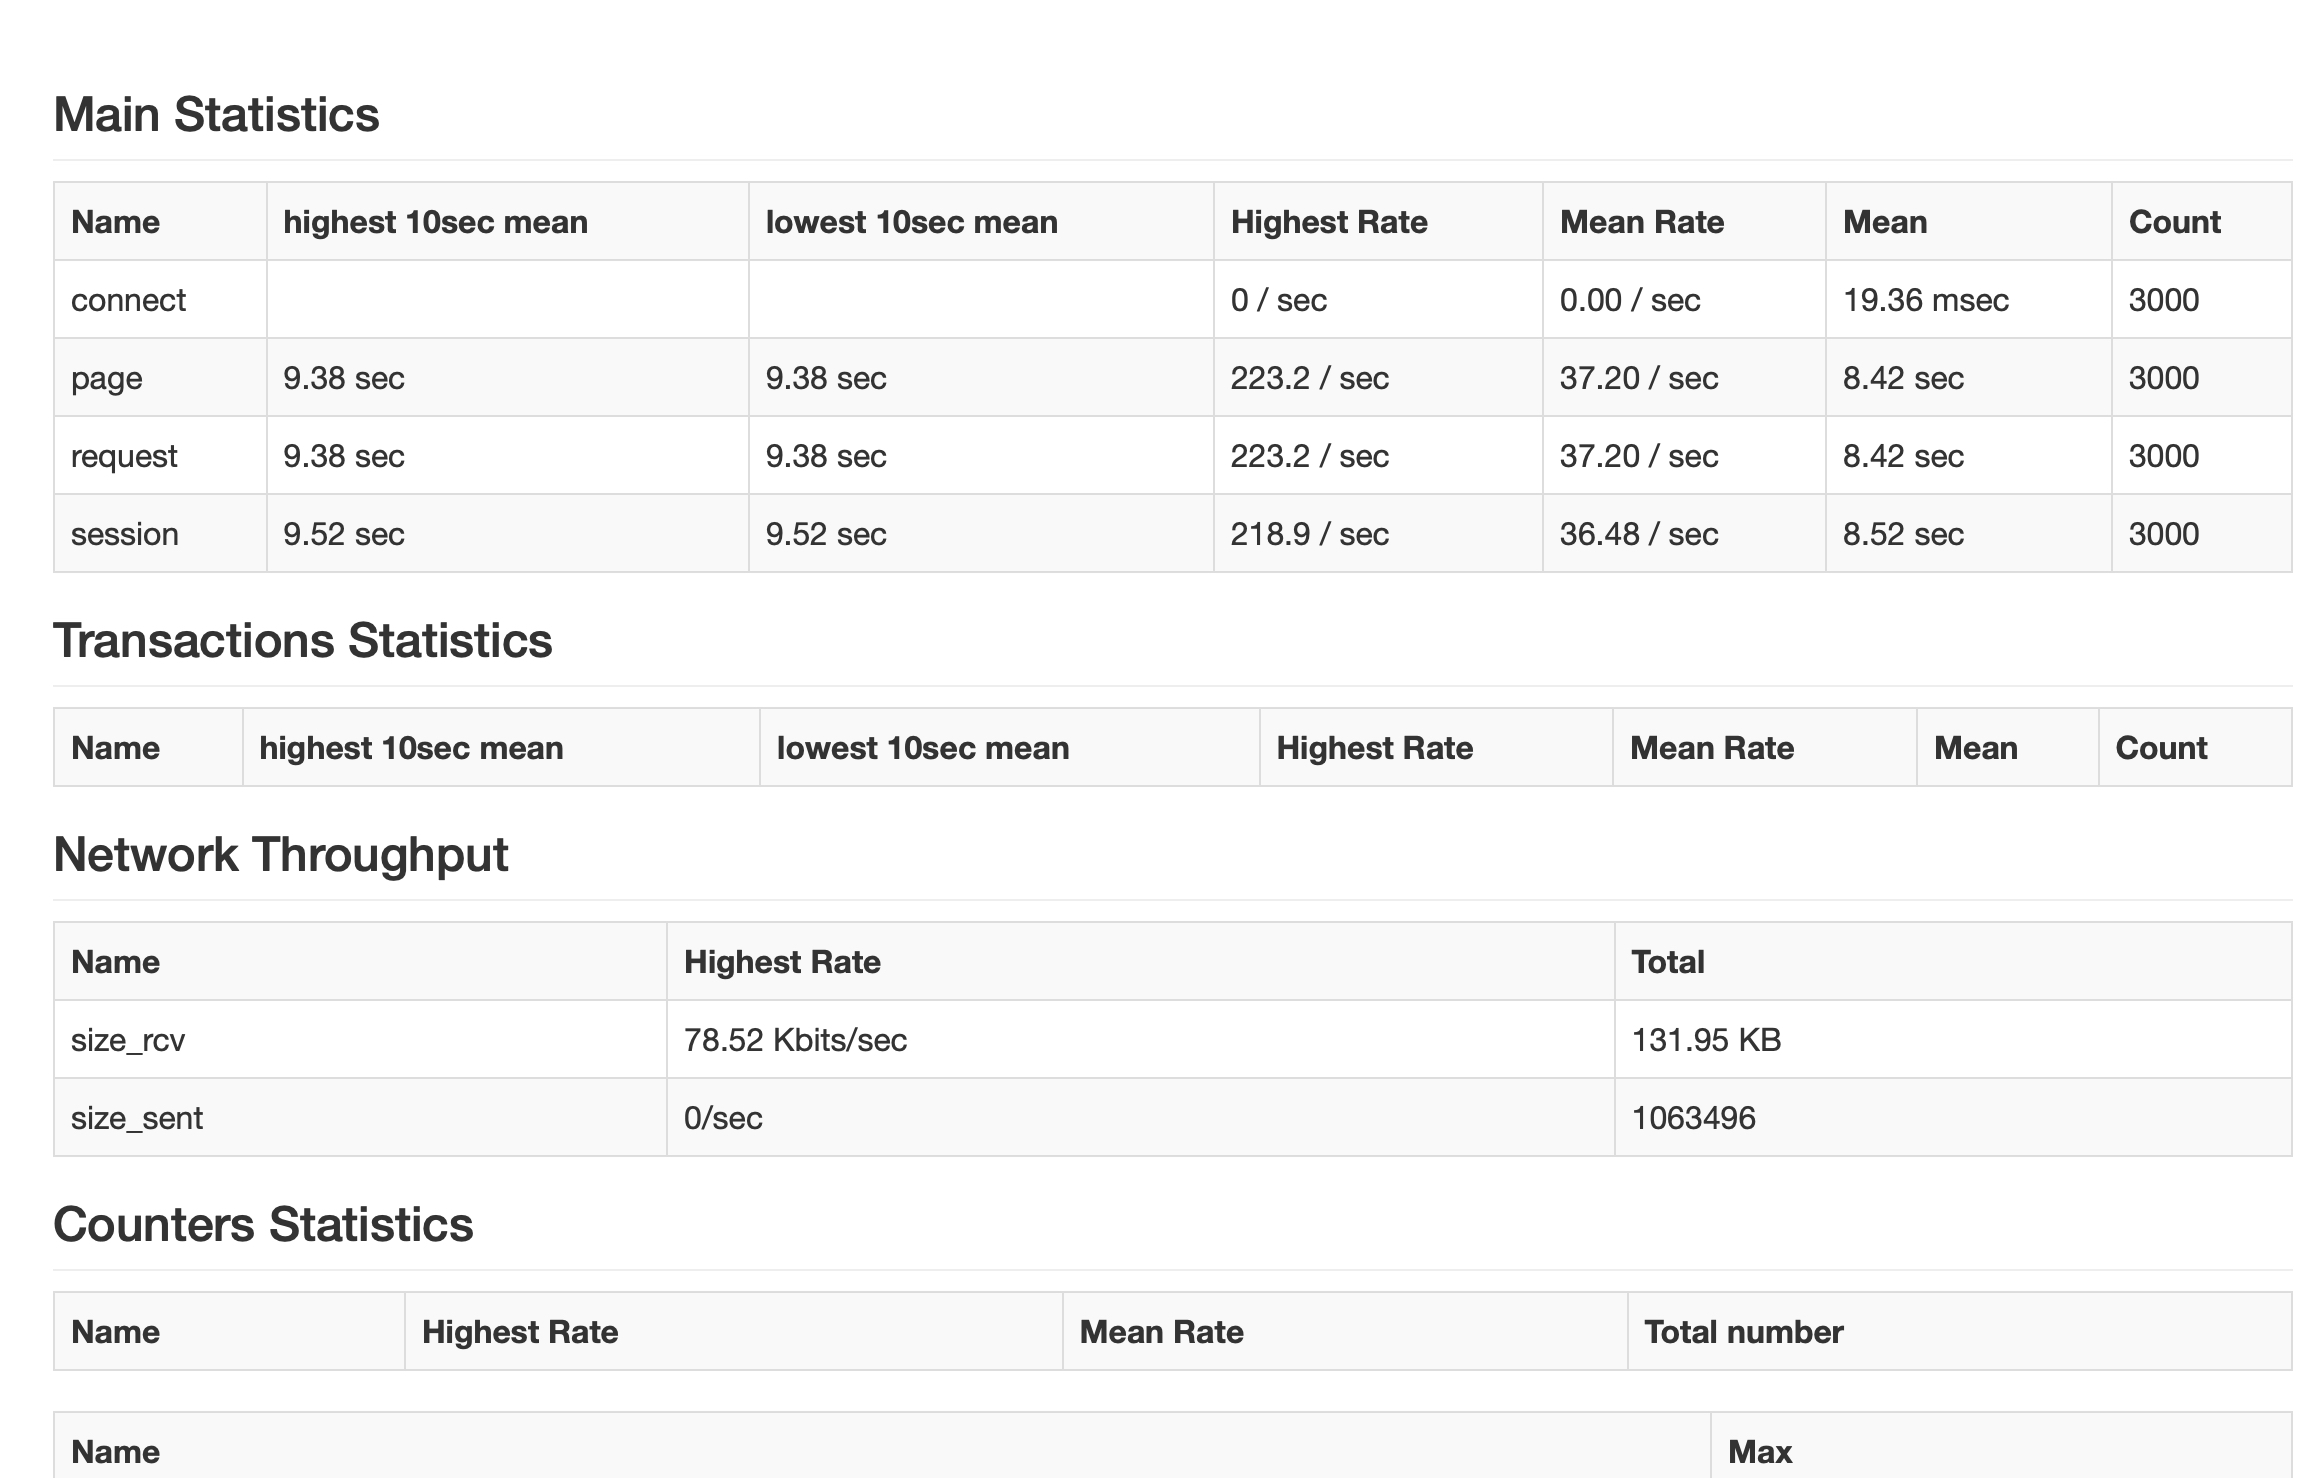 Main Statistics
Name highest 10sec mean lowest 10sec mean Highest Rate Mean Rate Mean Count
connect 0 / sec 0.00 / sec 19.36 msec 3000
page 9.38 sec 9.38 sec 223.2 / sec 37.20 / sec 8.42 sec 3000
request 9.38 sec 9.38 sec 223.2 / sec 37.20 / sec 8.42 sec 3000
session 9.52 sec 9.52 sec 218.9 / sec 36.48 / sec 8.52 sec 3000
Transactions Statistics
Name highest 10sec mean lowest 10sec mean Highest Rate Mean Rate Mean Count
Network Throughput
Name Highest Rate Total
size_rcv 78.52 Kbits/sec 131.95 KB
size_sent 0/sec 1063496
Counters Statistics
Name Highest Rate Mean Rate Total number
Name Max